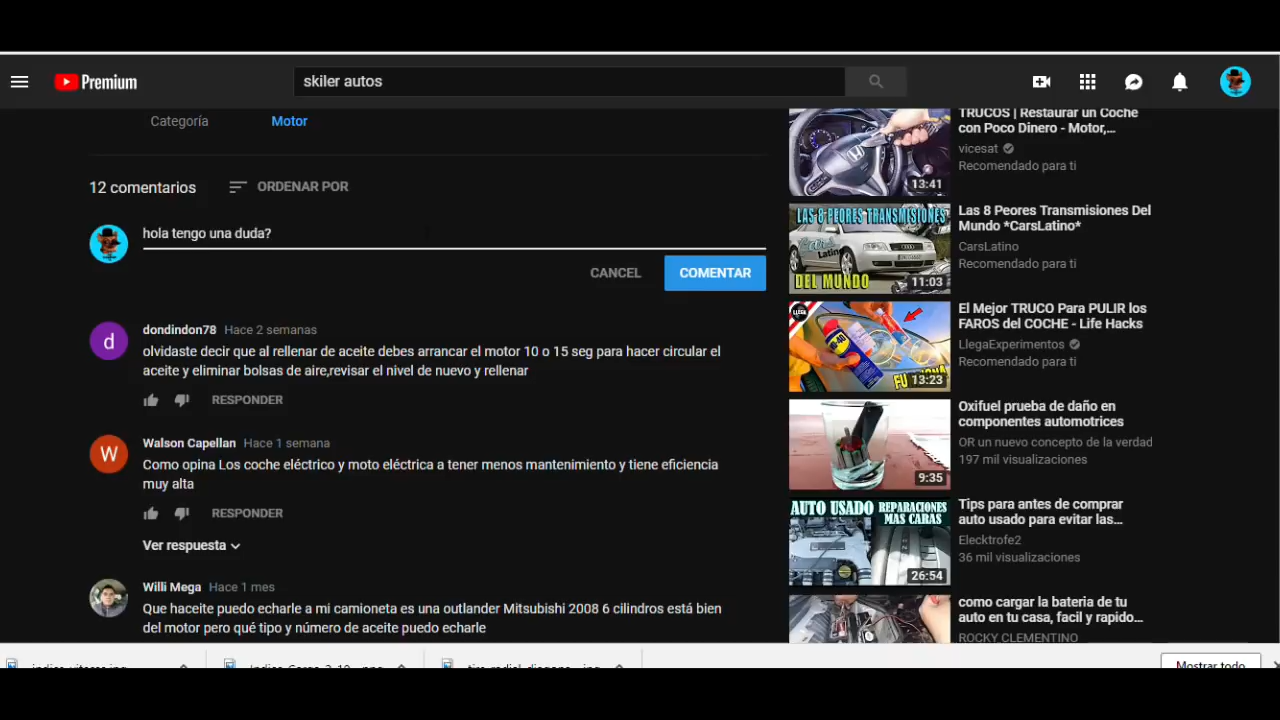 Premium
skiler autos
Categoría
Motor
12 comentarios
ORDENAR POR
hola tengo una duda?
CANCEL
COMENTAR
d
dondindon78 Hace 2 semanas
olvidaste decir que al rellenar de aceite debes arrancar el motor 10 o 15 seg para hacer circular el
aceite y eliminar bolsas de aire,revisar el nivel de nuevo y rellenar
RESPONDER
W
Walson Capellan Hace 1 semana
Como opina Los coche eléctrico y moto eléctrica a tener menos mantenimiento y tiene eficiencia
muy alta
RESPONDER
Ver respuesta
Willi Mega Hace 1 mes
Que haceite puedo echarle a mi camioneta es una outlander Mitsubishi 2008 6 cilindros está bien
del motor pero qué tipo y número de aceite puedo echarle
TRUCOS | Restaurar un Coche
con Poco Dinero - Motor,...
vicesat
Recomendado para ti
13:41
LAS 8 PEORES TRANSMISIONES
Latino
DEL MUNDO
11:03
Las 8 Peores Transmisiones Del
Mundo *CarsLatino*
CarsLatino
Recomendado para ti
13:23
El Mejor TRUCO Para PULIR los
FAROS del COCHE - Life Hacks
LlegaExperimentos
Recomendado para ti
9:35
Oxifuel prueba de daño en
componentes automotrices
OR un nuevo concepto de la verdad
197 mil visualizaciones
AUTO USADO REPARACIONES
MAS CARAS
26:54
Tips para antes de comprar
auto usado para evitar las...
Elecktrofe2
36 mil visualizaciones
como cargar la bateria de tu
auto en tu casa, facil y rapido...
ROCKY CLEMENTINO
Mostrar todo